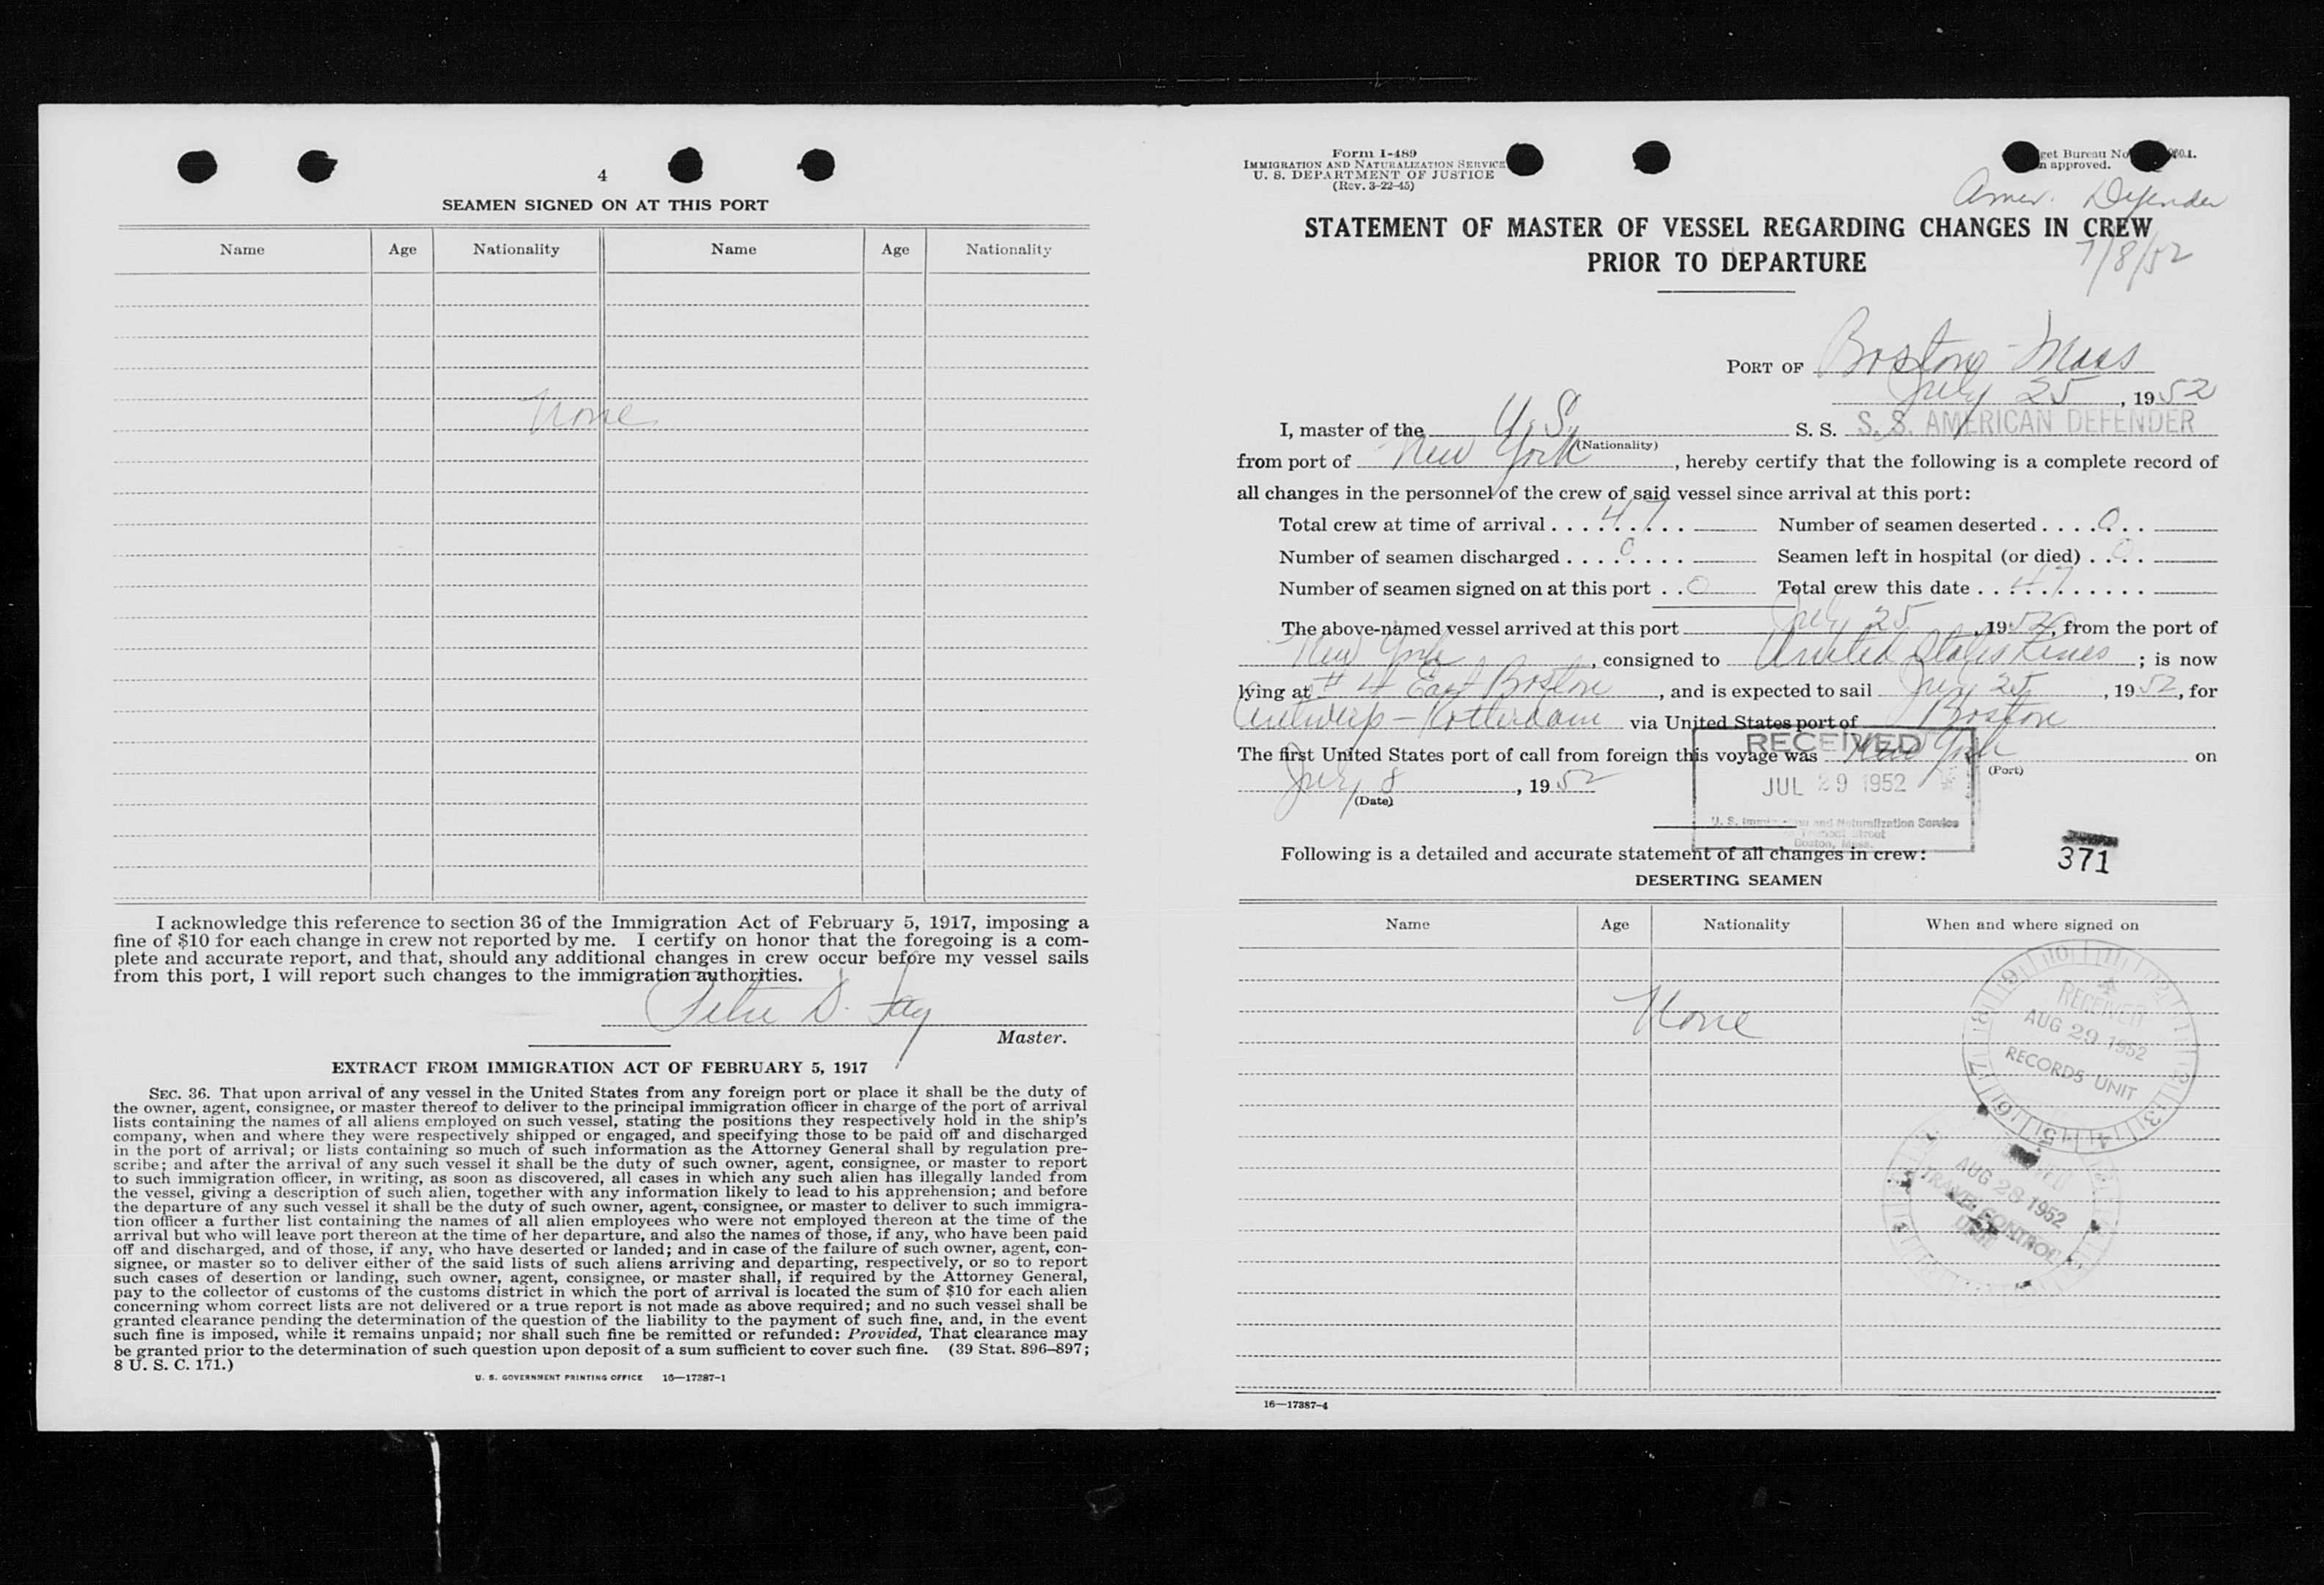 4
SEAMEN SIGNED ON AT THIS PORT
Name Age Nationality Name Age Nationality
None
I acknowledge this reference to section 36 of the Immigration Act of February 5, 1917, imposing a
fine of $10 for each change in crew not reported by me. I certify on honor that the foregoing is a com-
plete and accurate report, and that, should any additional changes in crew occur before my vessel sails
from this port, I will report such changes to the immigration authorities.
Peter D. Fay
Master.
EXTRACT FROM IMMIGRATION ACT OF FEBRUARY 5, 1917
SEC. 36. That upon arrival of any vessel in the United States from any foreign port or place it shall be the duty of
the owner, agent, consignee, or master thereof to deliver to the principal immigration officer in charge of the port of arrival
lists containing the names of all aliens employed on such vessel, stating the positions they respectively hold in the ship's
company, when and where they were respectively shipped or engaged, and specifying those to be paid off and discharged
in the port of arrival; or lists containing so much of such information as the Attorney General shall by regulation pre-
scribe; and after the arrival of any such vessel it shall be the duty of such owner, agent, consignee, or master to report
to such immigration officer, in writing, as soon as discovered, all cases in which any such alien has illegally landed from
the vessel, giving a description of such alien, together with any information likely to lead to his apprehension; and before
the departure of any such vessel it shall be the duty of such owner, agent, consignee, or master to deliver to such immigra-
tion officer a further list containing the names of all alien employees who were not employed thereon at the time of the
arrival but who will leave port thereon at the time of her departure, and also the names of those, if any, who have been paid
off and discharged, and of those, if any, who have deserted or landed; and in case of the failure of such owner, agent, con-
signee, or master so to deliver either of the said lists of such aliens arriving and departing, respectively, or so to report
such cases of desertion or landing, such owner, agent, consignee, or master shall, if required by the Attorney General,
pay to the collector of customs of the customs district in which the port of arrival is located the sum of $10 for each alien
concerning whom correct lists are not delivered or a true report is not made as above required; and no such vessel shall be
granted clearance pending the determination of the question of the liability to the payment of such fine, and, in the event
such fine is imposed, while it remains unpaid; nor shall such fine be remitted or refunded: Provided, That clearance may
be granted prior to the determination of such question upon deposit of a sum sufficient to cover such fine. (39 Stat. 896–897;
8 U. S. C. 171.)
U. S. GOVERNMENT PRINTING OFFICE 16—17387-1
Form I-489
IMMIGRATION AND NATURALIZATION SERVICE
U. S. DEPARTMENT OF JUSTICE
(Rev. 3-22-45)
get Bureau No
approved.
Amer. Defender
STATEMENT OF MASTER OF VESSEL REGARDING CHANGES IN CREW
PRIOR TO DEPARTURE
7/8/52
PORT OF Boston Mass
July 25, 1952
I, master of the U.S. S. S. S. S. AMERICAN DEFENDER
(Nationality)
from port of New York, hereby certify that the following is a complete record of
all changes in the personnel of the crew of said vessel since arrival at this port:
Total crew at time of arrival 47 Number of seamen deserted 0
Number of seamen discharged 0 Seamen left in hospital (or died) 0
Number of seamen signed on at this port 0 Total crew this date 47
The above-named vessel arrived at this port July 25, 1952, from the port of
New York, consigned to United States Lines; is now
lying at # 4 East Boston, and is expected to sail July 25, 1952, for
Antwerp - Rotterdam via United States port of Boston
The first United States port of call from foreign this voyage was New York on
(Port)
July 8, 1952
(Date)
RECEIVED
JUL 29 1952
U. S. Immigration and Naturalization Service
Boston, Mass.
Following is a detailed and accurate statement of all changes in crew:
371
DESERTING SEAMEN
Name Age Nationality When and where signed on
None
RECEIVED
AUG 29 1952
RECORDS UNIT
AUG 28 1952
TRAVEL CONTROL
UNIT
16—17387-4